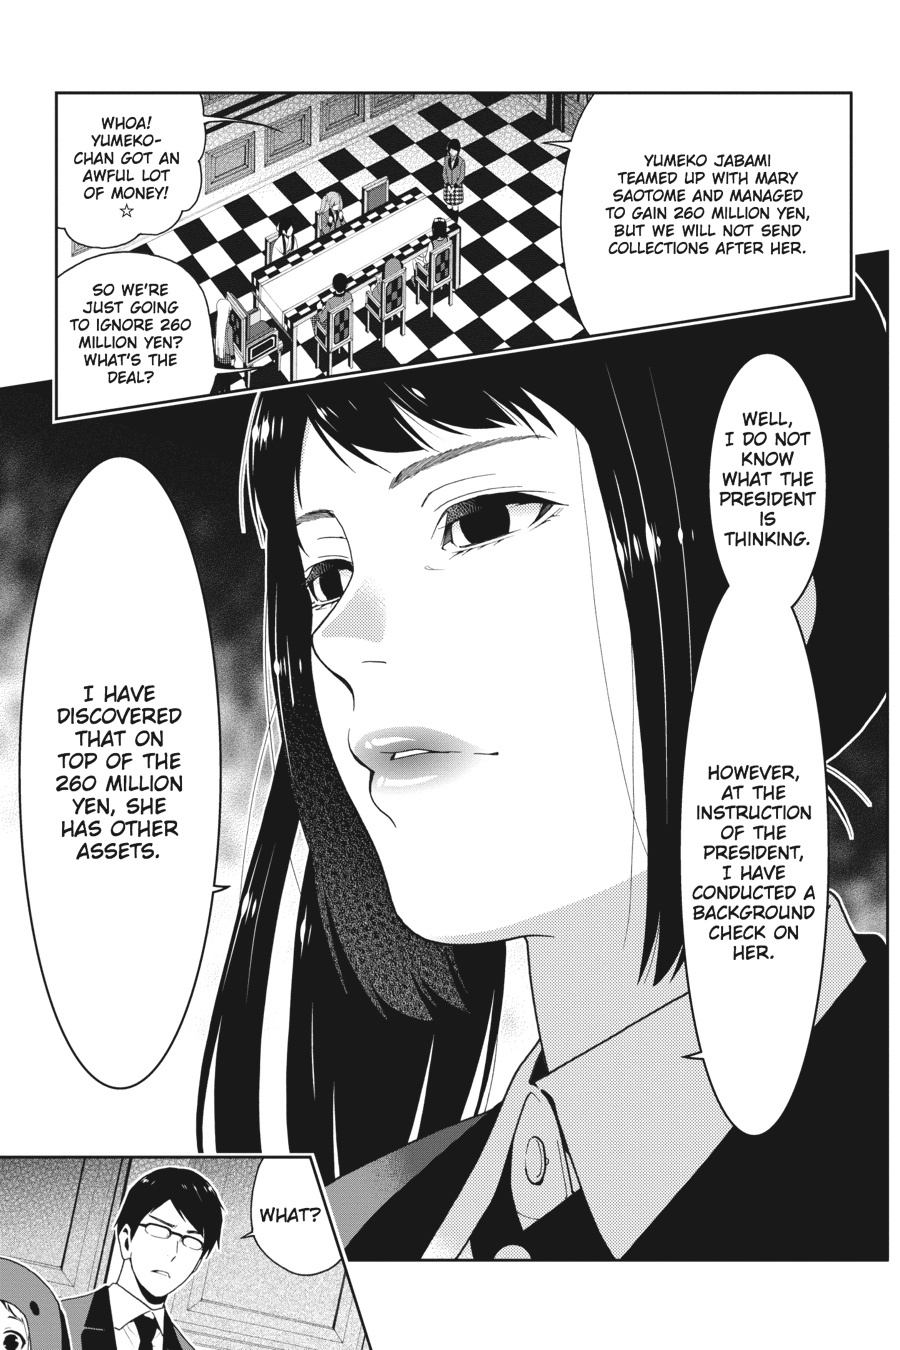 YUMEKO JABAMI
TEAMED UP WITH MARY
SAOTOME AND MANAGED
TO GAIN 260 MILLION YEN,
BUT WE WILL NOT SEND
COLLECTIONS AFTER HER.
WHOA!
YUMEKO-
CHAN GOT AN
AWFUL LOT
OF MONEY!
☆
SO WE'RE
JUST GOING
TO IGNORE 260
MILLION YEN?
WHAT'S THE
DEAL?
WELL,
I DO NOT
KNOW
WHAT THE
PRESIDENT
IS
THINKING.
HOWEVER,
AT THE
INSTRUCTION
OF THE
PRESIDENT,
I HAVE
CONDUCTED A
BACKGROUND
CHECK ON
HER.
I HAVE
DISCOVERED
THAT ON
TOP OF THE
260 MILLION
YEN, SHE
HAS OTHER
ASSETS.
WHAT?